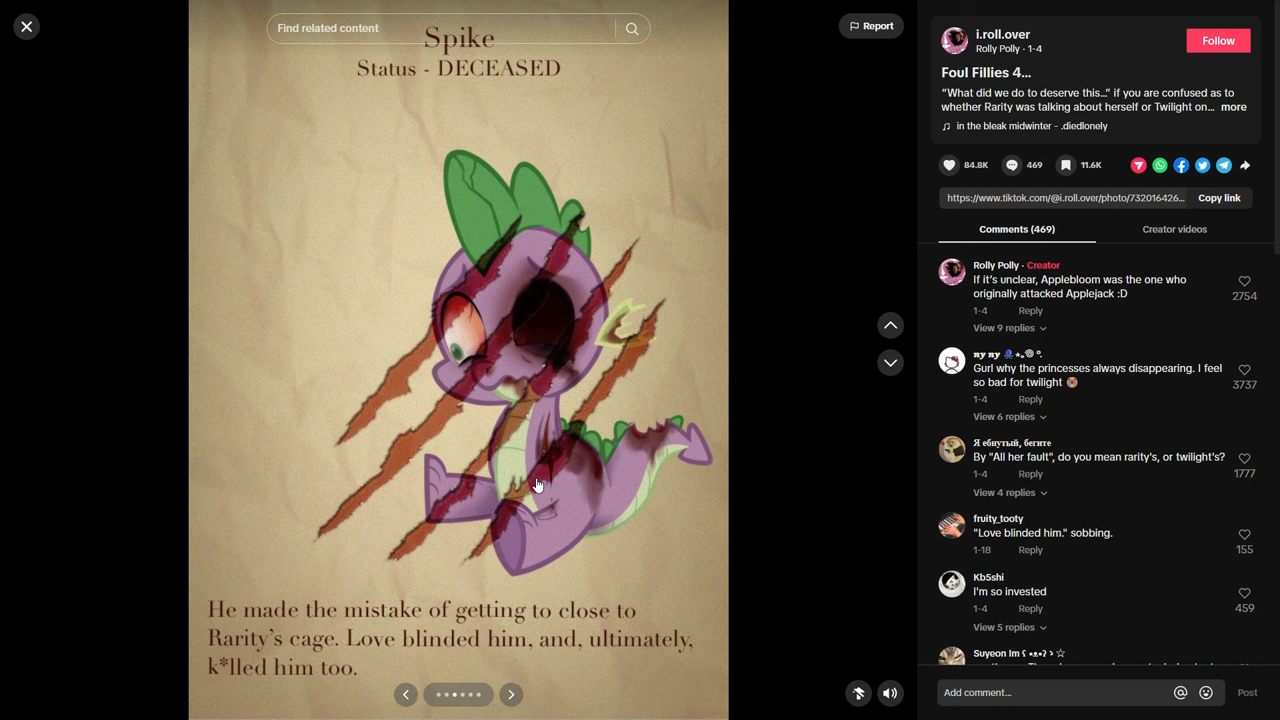 Find related content
Report
Spike
Status - DECEASED
He made the mistake of getting to close to
Rarity's cage. Love blinded him, and, ultimately,
k*lled him too.
i.roll.over
Rolly Polly · 1-4
Follow
Foul Fillies 4...
“What did we do to deserve this...” if you are confused as to
whether Rarity was talking about herself or Twilight on... more
in the bleak midwinter - .diedlonely
84.8K
469
11.6K
https://www.tiktok.com/@i.roll.over/photo/732016426...
Copy link
Comments (469)
Creator videos
Rolly Polly · Creator
If it's unclear, Applebloom was the one who
originally attacked Applejack :D
2754
1-4 Reply
View 9 replies
ny ny
Gurl why the princesses always disappearing. I feel
so bad for twilight
3737
1-4 Reply
View 6 replies
Я ебнутый, бегите
By "All her fault", do you mean rarity's, or twilight's?
1777
1-4 Reply
View 4 replies
fruity_tooty
"Love blinded him." sobbing.
155
1-18 Reply
Kb5shi
I'm so invested
459
1-4 Reply
View 5 replies
Suyeon Im
Add comment...
Post